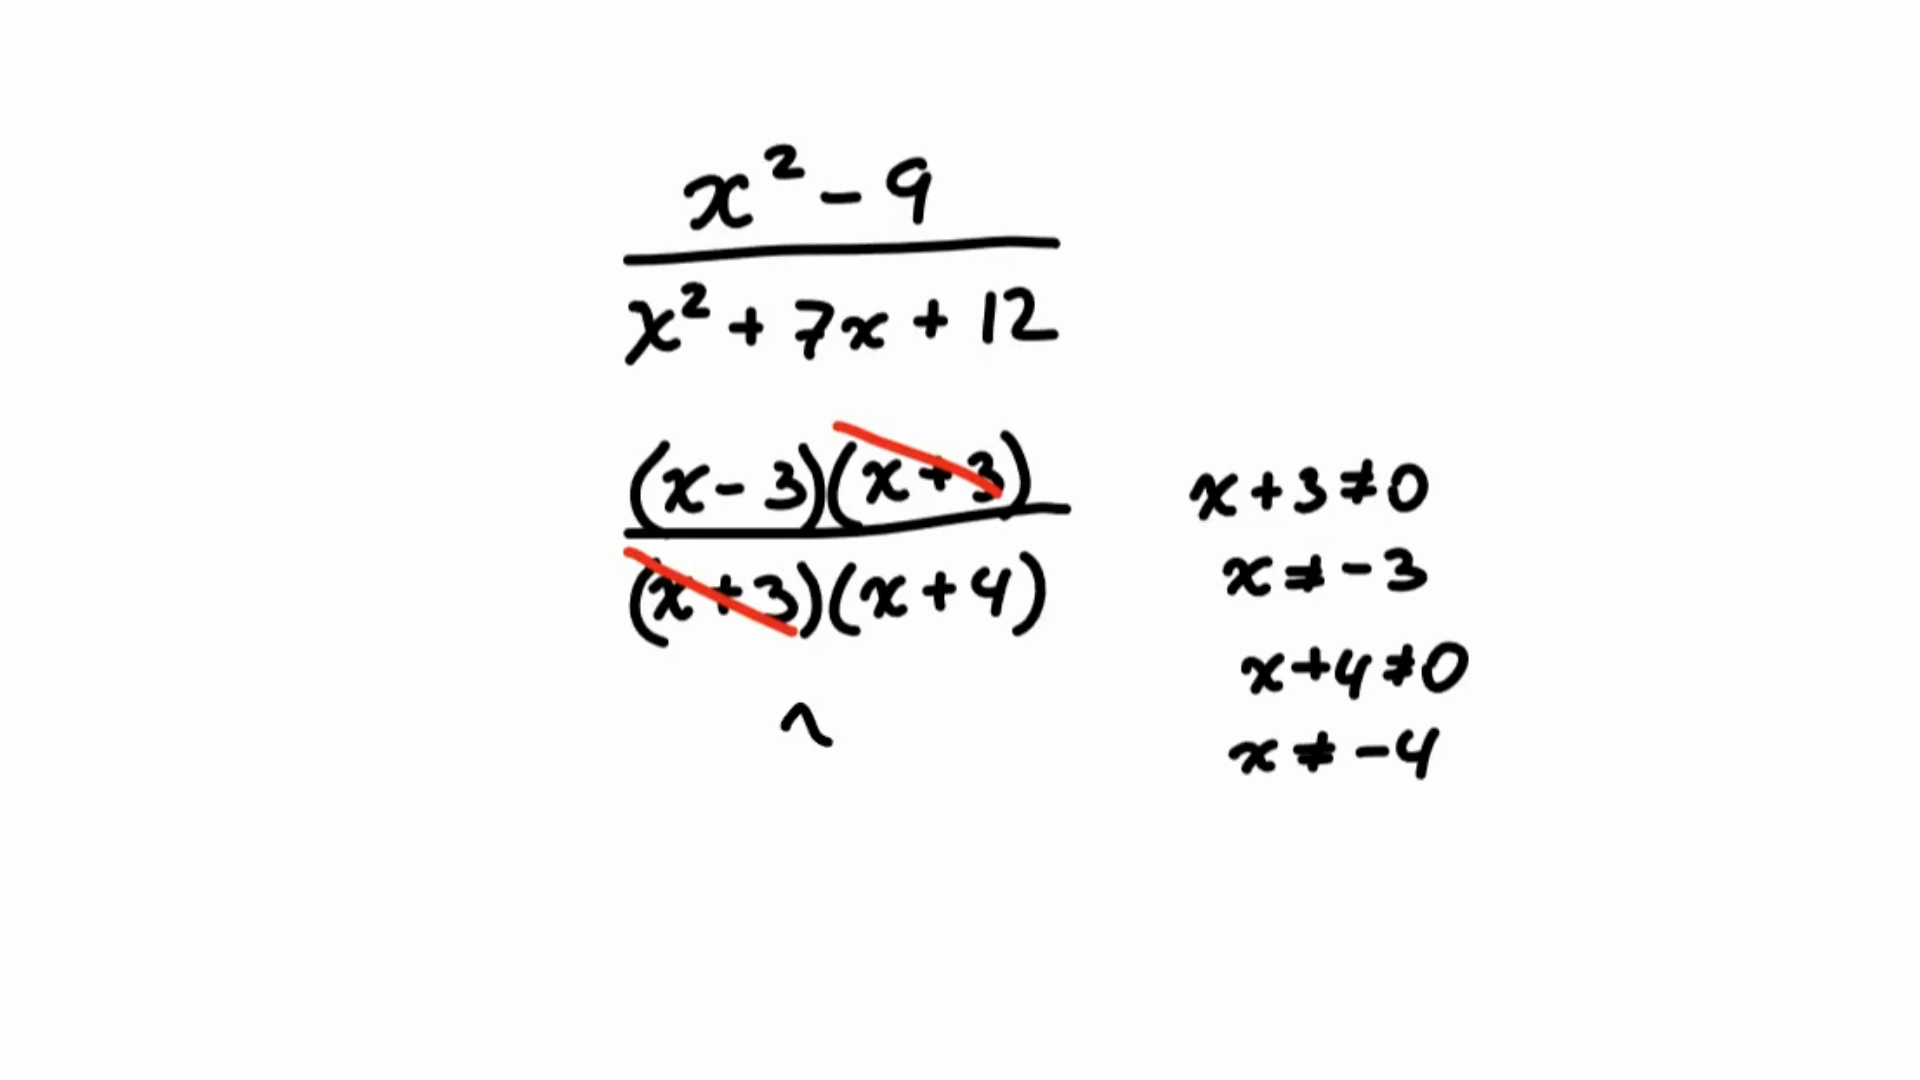 x² - 9
x² + 7x + 12
(x - 3)(x + 3)
(x + 3)(x + 4)
x + 3 ≠ 0
x ≠ -3
x + 4 ≠ 0
x ≠ -4